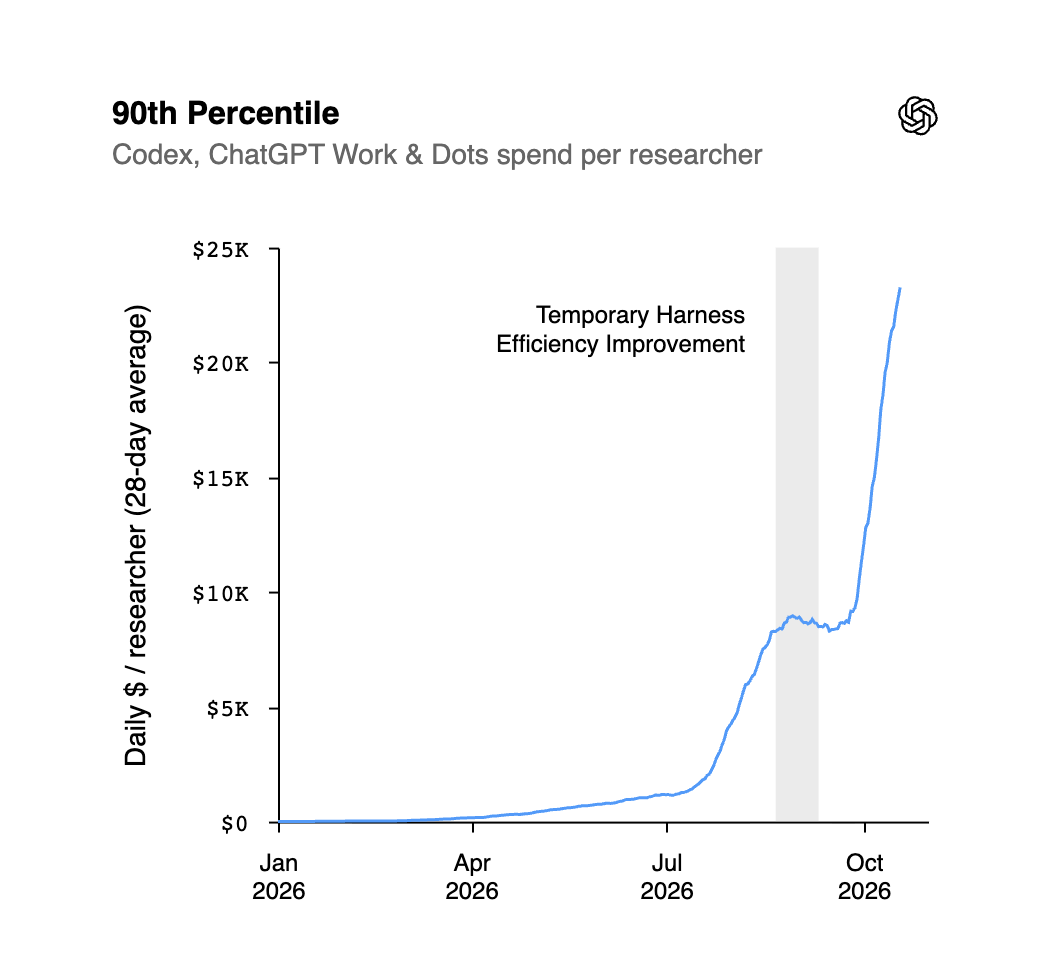 90th Percentile
Codex, ChatGPT Work & Dots spend per researcher
Daily $ / researcher (28-day average)
$25K
$20K
$15K
$10K
$5K
$0
Temporary Harness
Efficiency Improvement
Jan
2026
Apr
2026
Jul
2026
Oct
2026